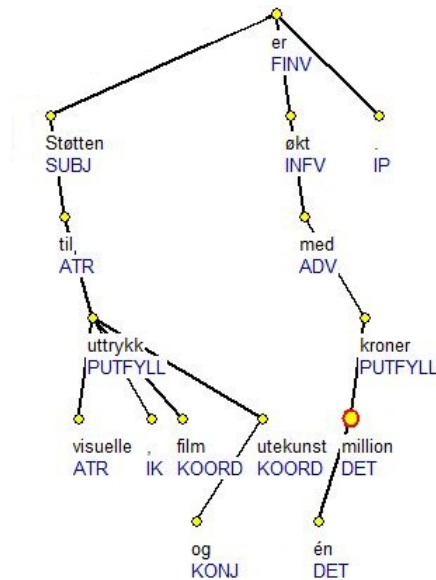 er
FINV
Støtten økt .
SUBJ INFV IP
til med
ATR ADV
uttrykk kroner
PUTFYLL PUTFYLL
visuelle , film utekunst million
ATR IK KOORD KOORD DET
og én
KONJ DET